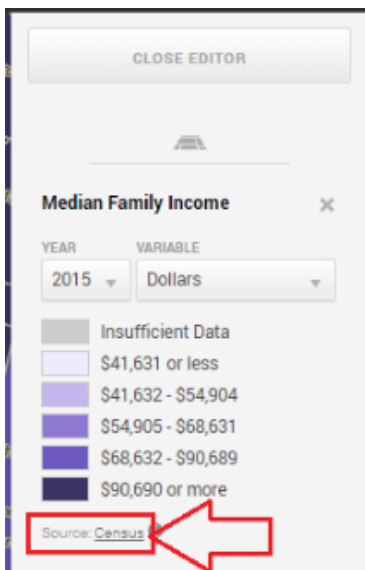 CLOSE EDITOR
Median Family Income
YEAR VARIABLE
2015 Dollars
Insufficient Data
$41,631 or less
$41,632 - $54,904
$54,905 - $68,631
$68,632 - $90,689
$90,690 or more
Source: Census